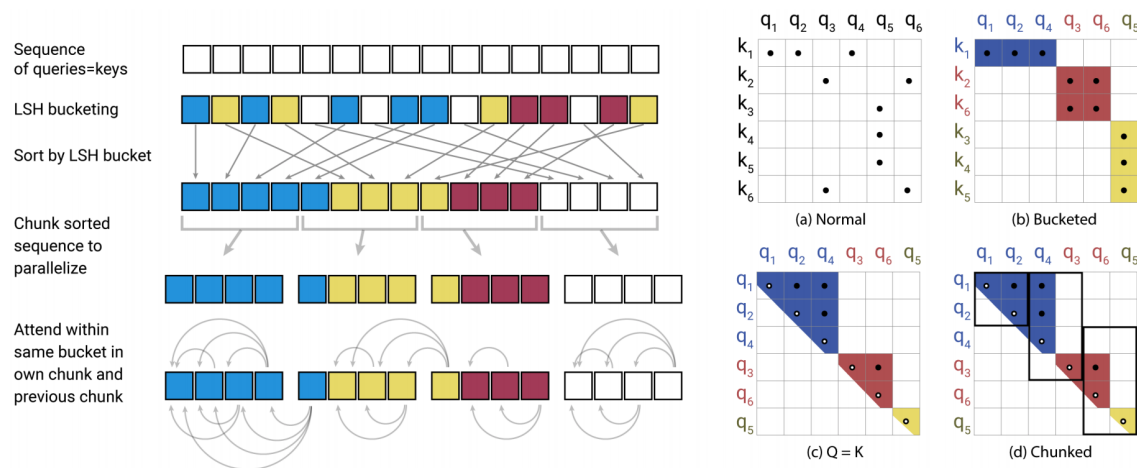 Sequence
of queries=keys
LSH bucketing
Sort by LSH bucket
Chunk sorted
sequence to
parallelize
Attend within
same bucket in
own chunk and
previous chunk
q1 q2 q3 q4 q5 q6
k1
k2
k3
k4
k5
k6
(a) Normal
q1 q2 q4 q3 q6 q5
k1
k2
k6
k3
k4
k5
(b) Bucketed
q1 q2 q4 q3 q6 q5
q1
q2
q4
q3
q6
q5
(c) Q = K
q1 q2 q4 q3 q6 q5
q1
q2
q4
q3
q6
q5
(d) Chunked